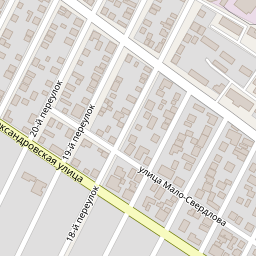 20-й переулок
19-й переулок
ксандровская улица
улица Мало-Свердлова
18-й переулок